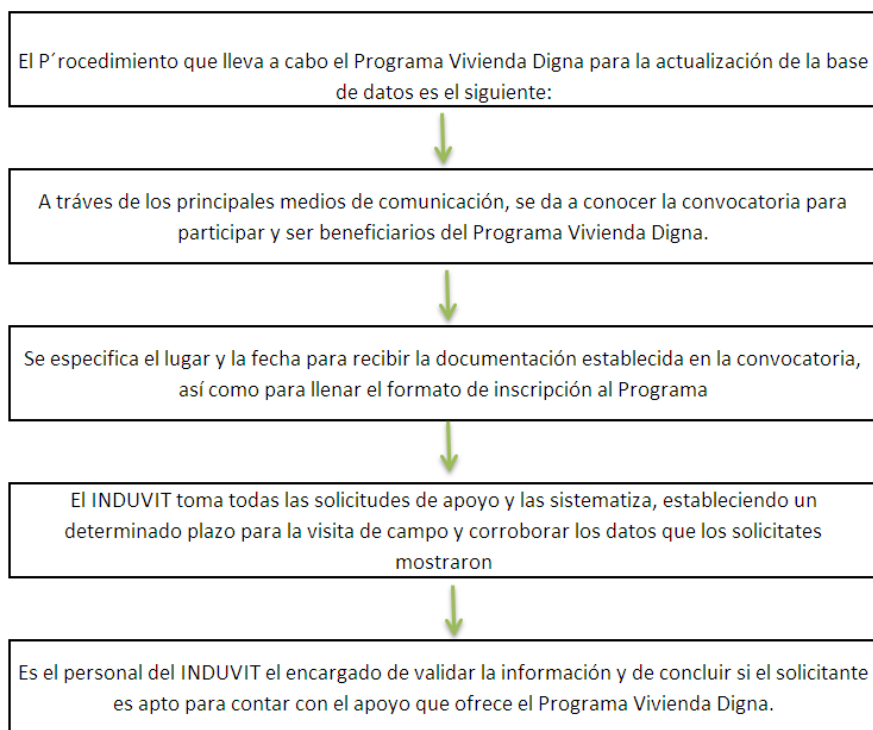 El P´rocedimiento que lleva a cabo el Programa Vivienda Digna para la actualización de la base
de datos es el siguiente:
A tráves de los principales medios de comunicación, se da a conocer la convocatoria para
participar y ser beneficiarios del Programa Vivienda Digna.
Se especifica el lugar y la fecha para recibir la documentación establecida en la convocatoria,
así como para llenar el formato de inscripción al Programa
El INDUVIT toma todas las solicitudes de apoyo y las sistematiza, estableciendo un
determinado plazo para la visita de campo y corroborar los datos que los solicitates
mostraron
Es el personal del INDUVIT el encargado de validar la información y de concluir si el solicitante
es apto para contar con el apoyo que ofrece el Programa Vivienda Digna.